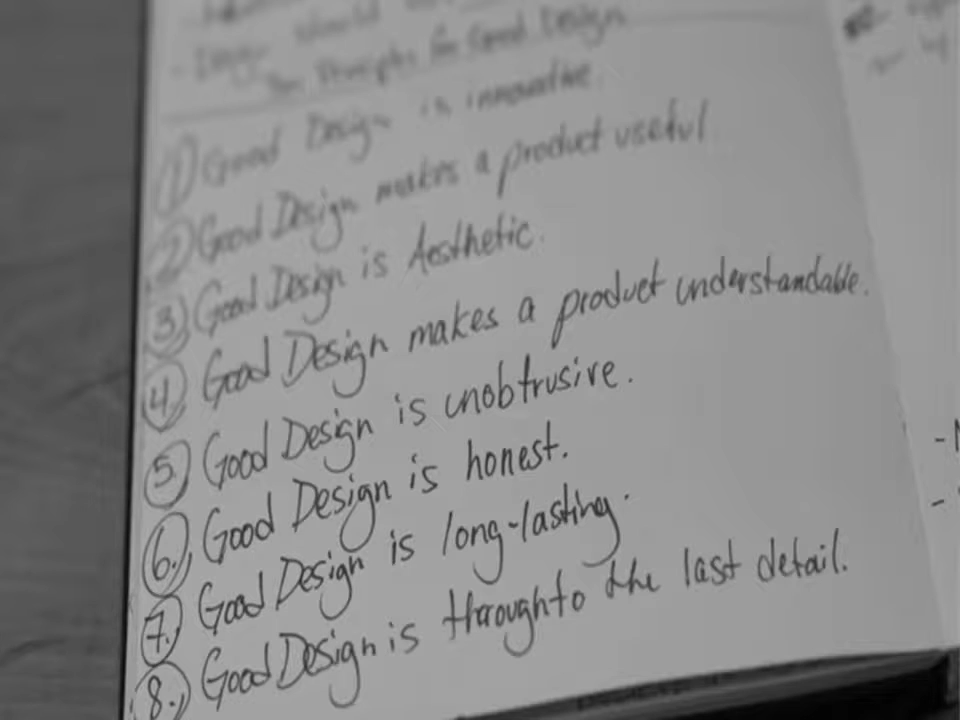 Ten Principles for Good Design
① Good Design is innovative.
② Good Design makes a product useful
③ Good Design is Aesthetic.
④ Good Design makes a product understandable.
⑤ Good Design is unobtrusive.
⑥ Good Design is honest.
⑦ Good Design is long-lasting.
⑧ Good Design is throughto the last detail.